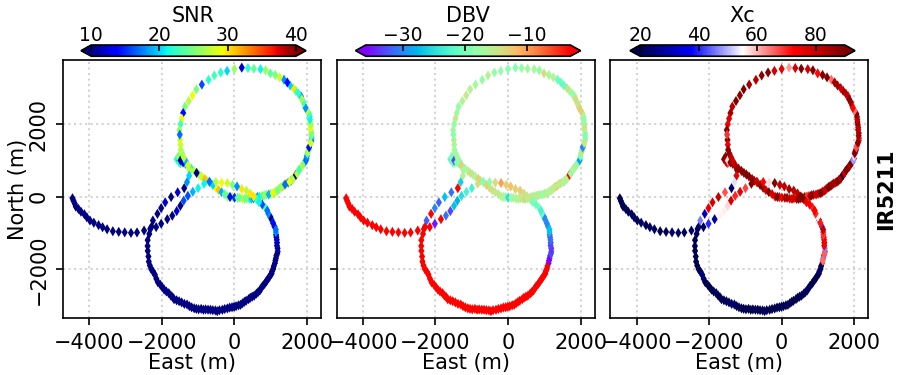 SNR DBV Xc
10 20 30 40 −30 −20 −10 20 40 60 80
North (m)
2000
0
−2000
−4000 −2000 0 2000 −4000 −2000 0 2000 −4000 −2000 0 2000
East (m) East (m) East (m)
IR5211